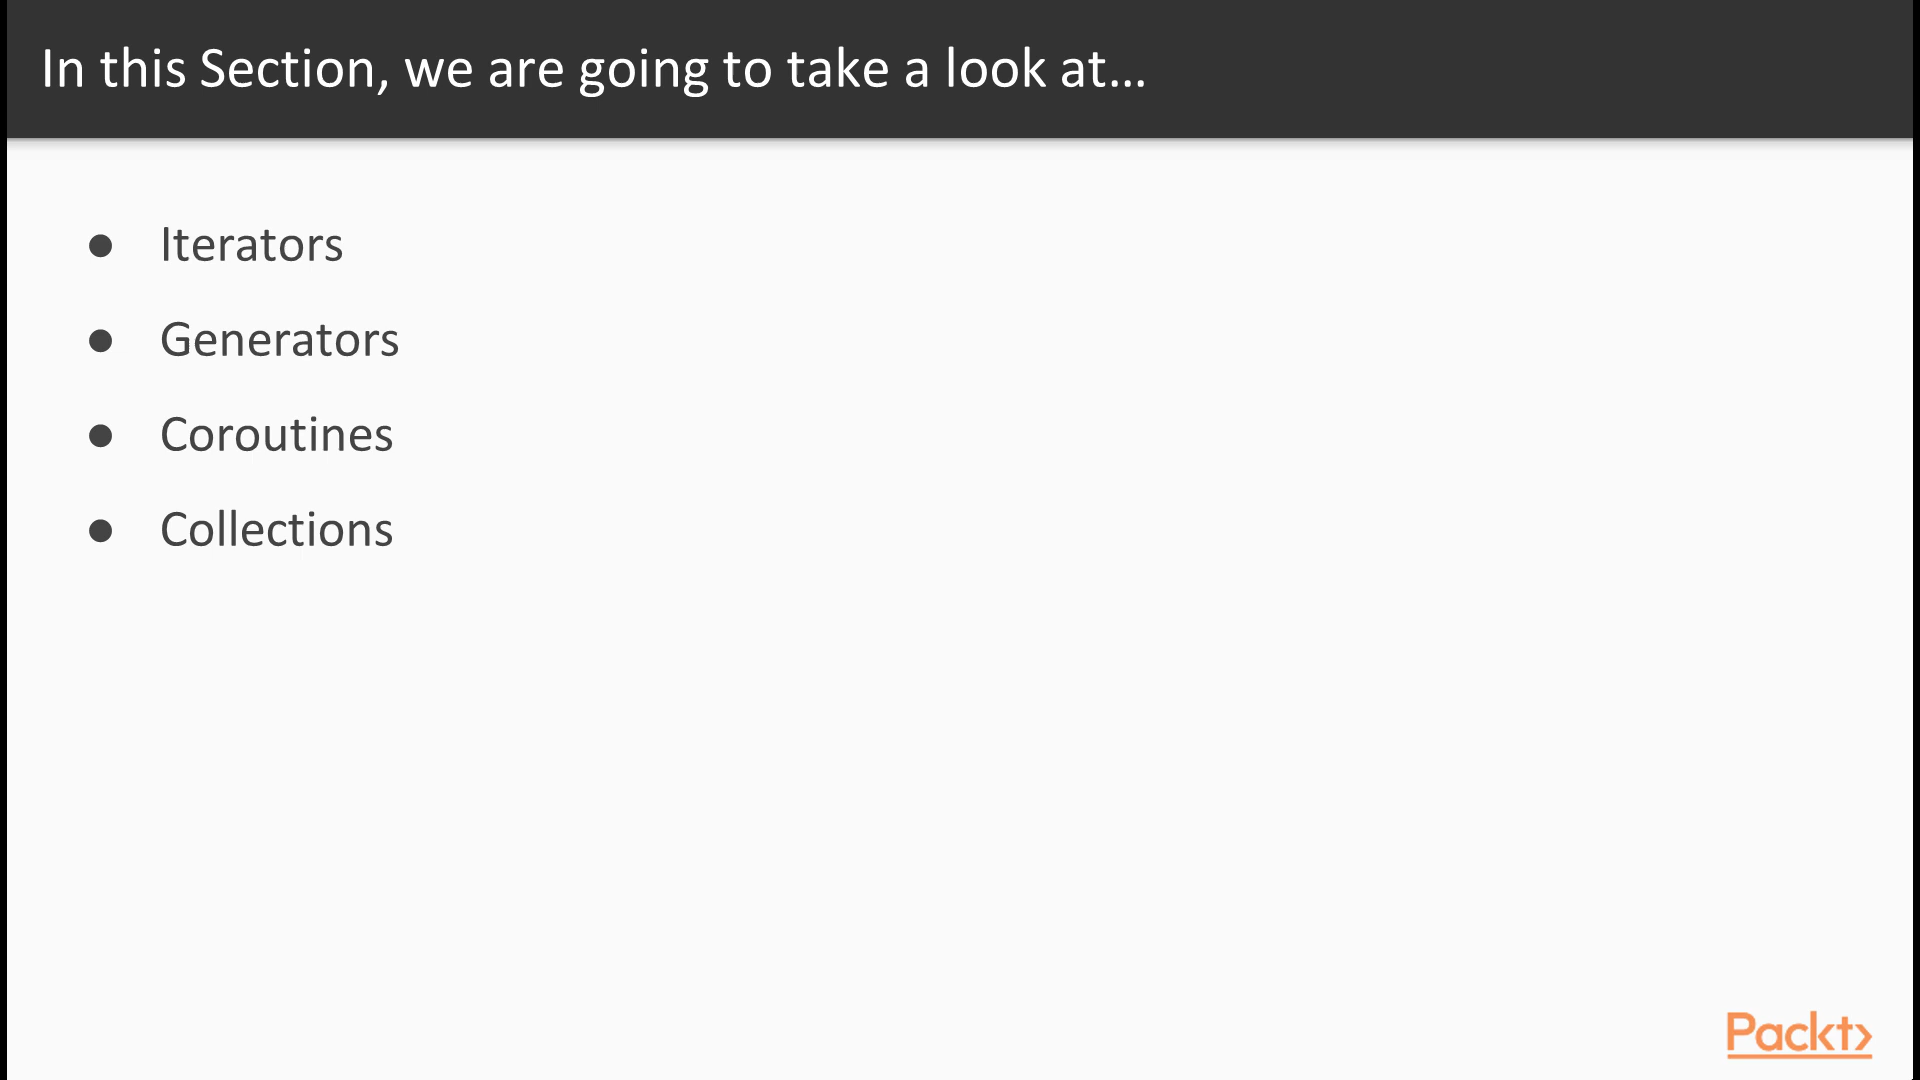 In this Section, we are going to take a look at...
● Iterators
● Generators
● Coroutines
● Collections
Packt>